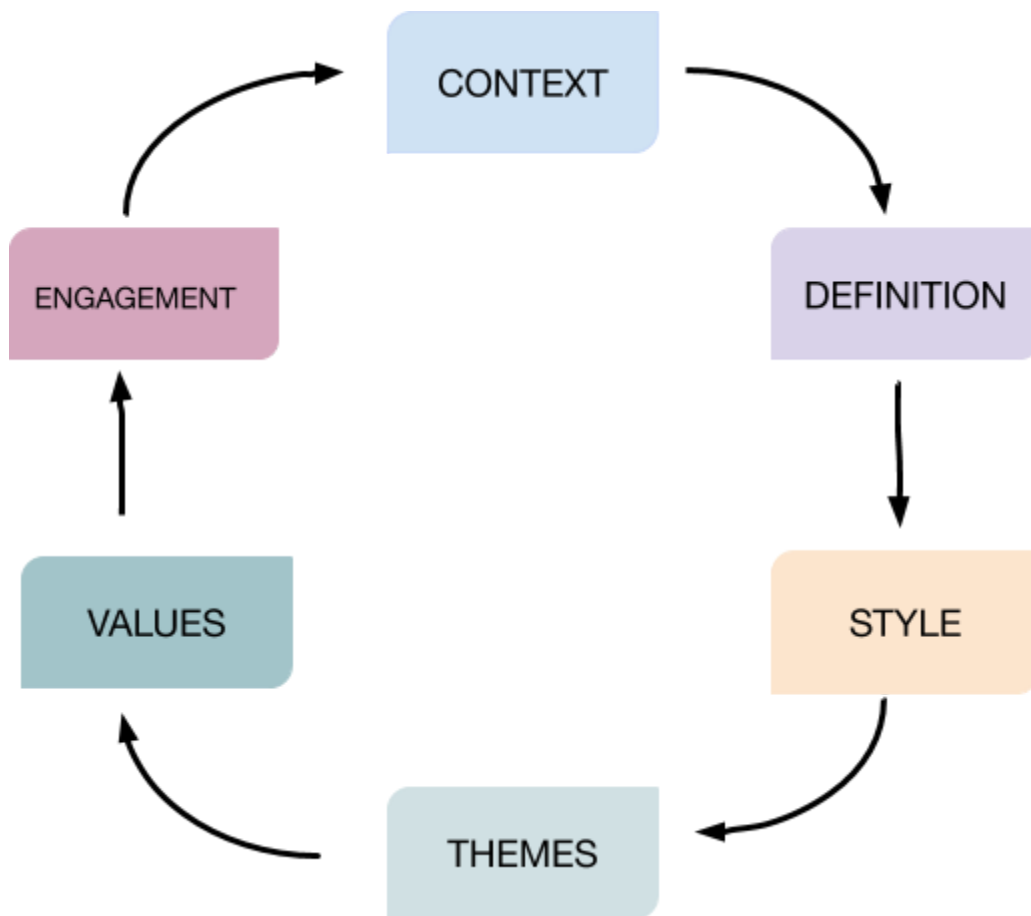 CONTEXT
DEFINITION
STYLE
THEMES
VALUES
ENGAGEMENT